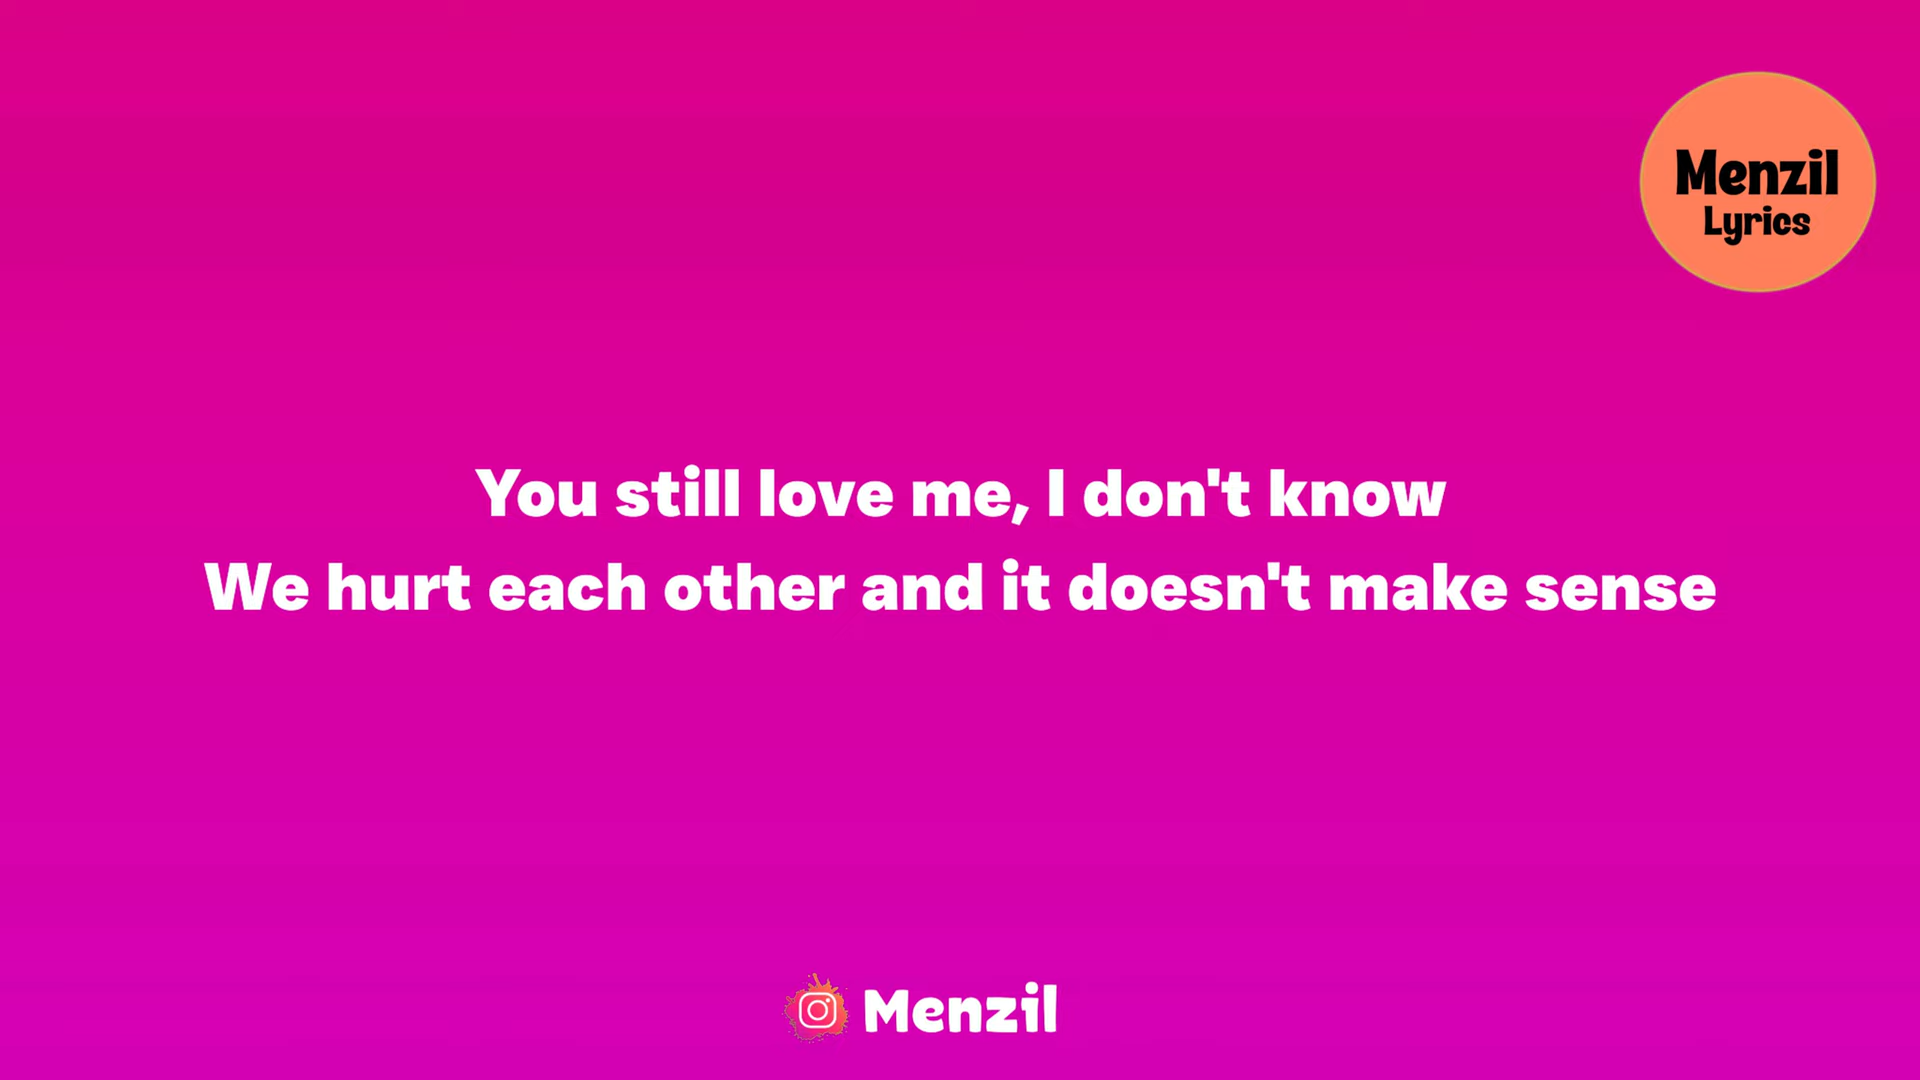 Menzil
Lyrics
You still love me, I don't know
We hurt each other and it doesn't make sense
Menzil